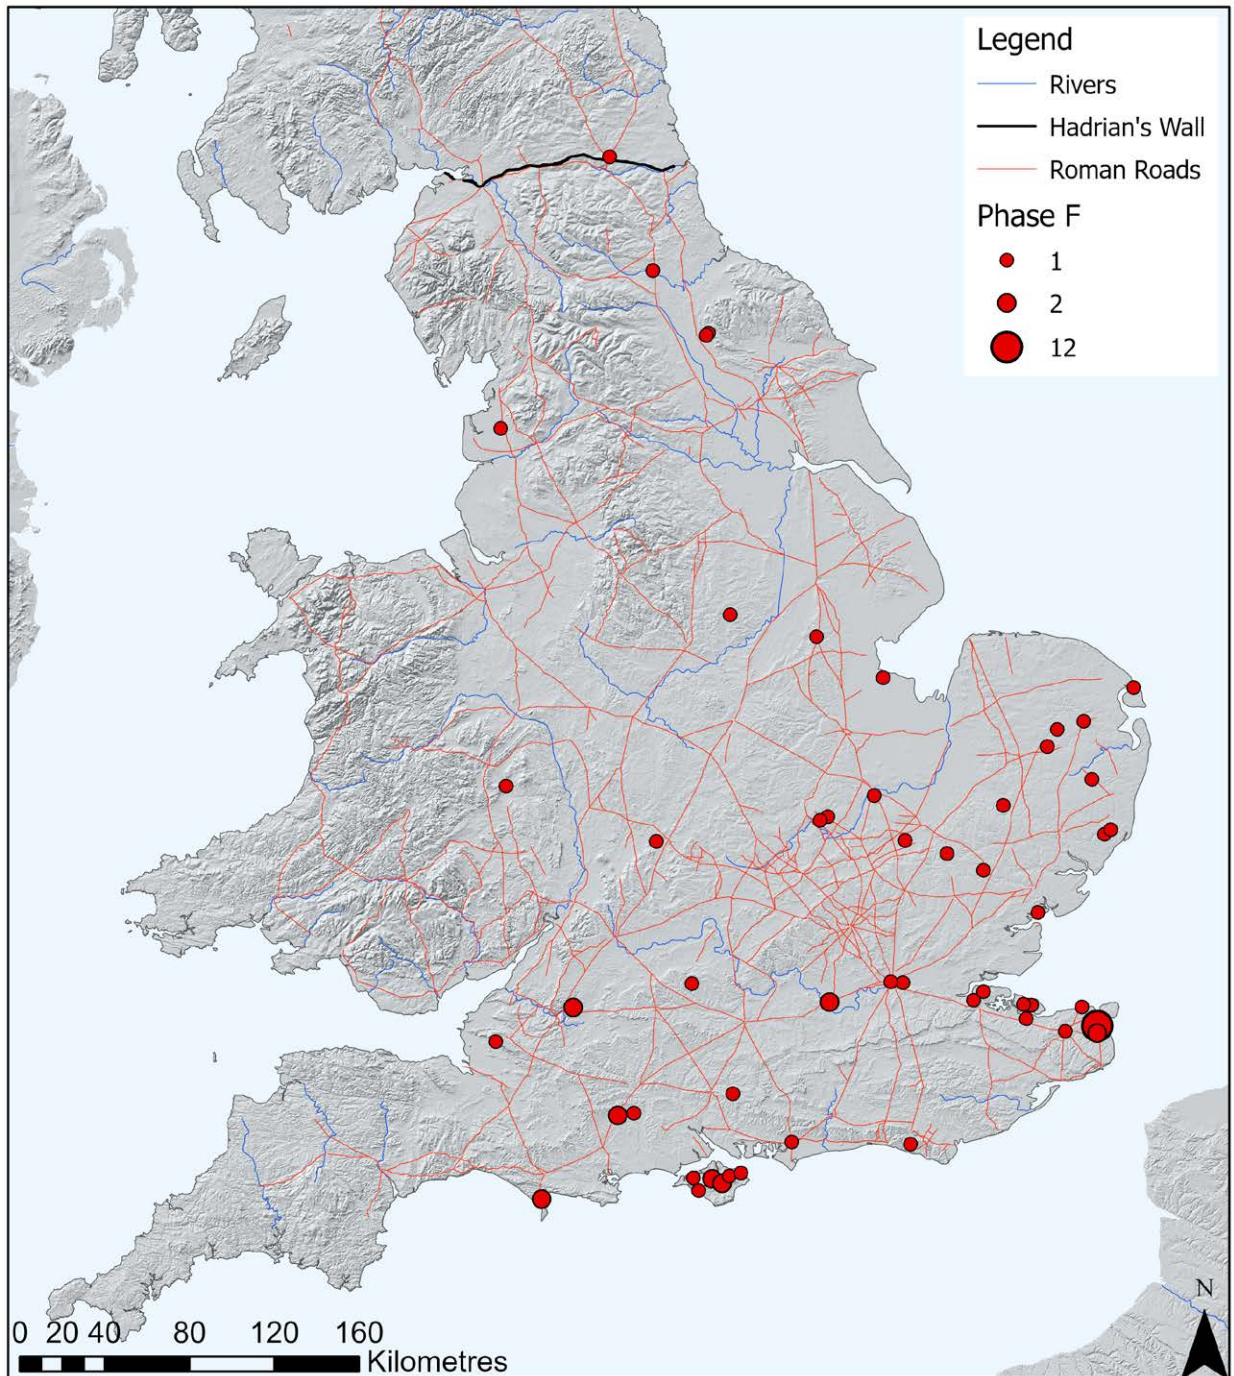 Legend
Rivers
Hadrian's Wall
Roman Roads
Phase F
1
2
12
N
0 20 40 80 120 160
Kilometres